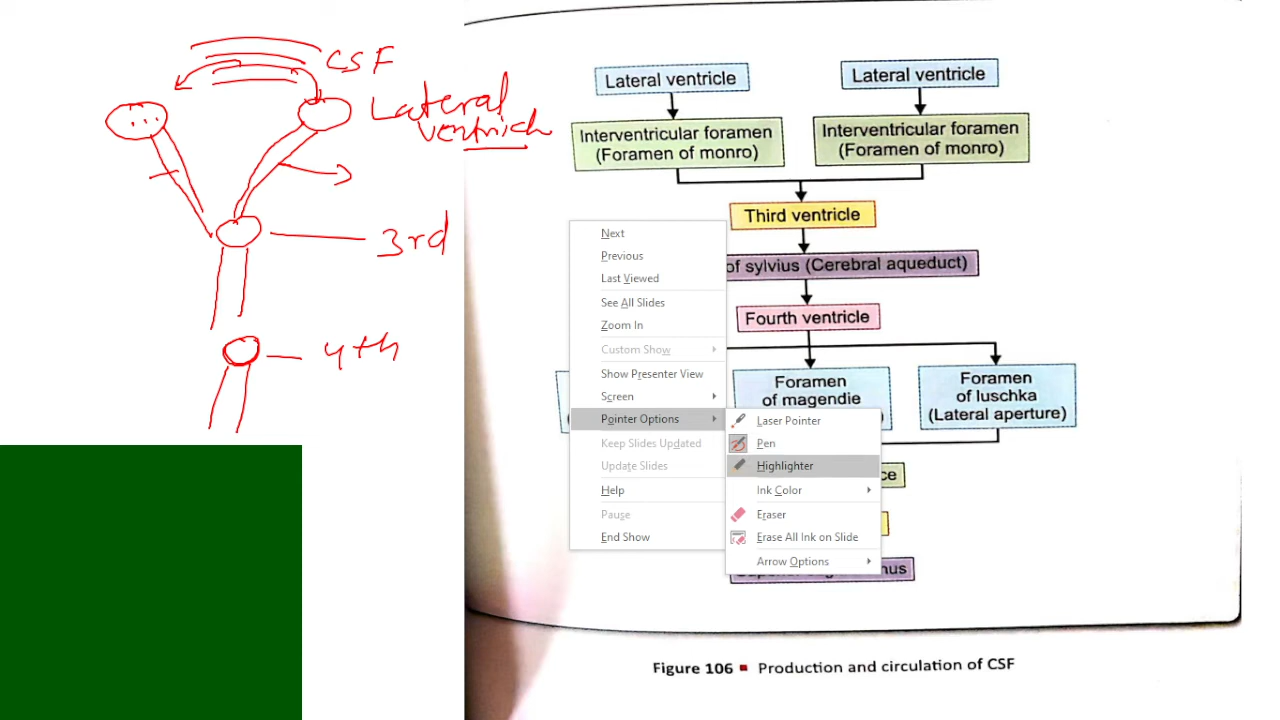 CSF
Lateral
3rd
4th
Lateral ventricle
Lateral ventricle
Interventricular foramen
(Foramen of monro)
Interventricular foramen
(Foramen of monro)
Third ventricle
of sylvius (Cerebral aqueduct)
Fourth ventricle
Foramen
of magendie
Foramen
of luschka
(Lateral aperture)
Next
Previous
Last Viewed
See All Slides
Zoom In
Custom Show
Show Presenter View
Screen
Pointer Options
Keep Slides Updated
Update Slides
Help
Pause
End Show
Laser Pointer
Pen
Highlighter
Ink Color
Eraser
Erase All Ink on Slide
Arrow Options
Figure 106 ■ Production and circulation of CSF